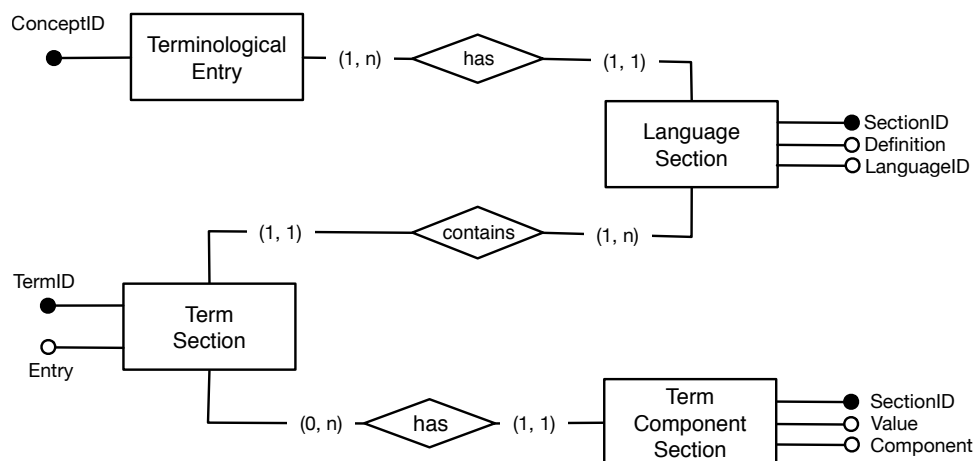 ConceptID
Terminological
Entry
(1, n)
has
(1, 1)
Language
Section
SectionID
Definition
LanguageID
(1, 1)
contains
(1, n)
TermID
Term
Section
Entry
(0, n)
has
(1, 1)
Term
Component
Section
SectionID
Value
Component